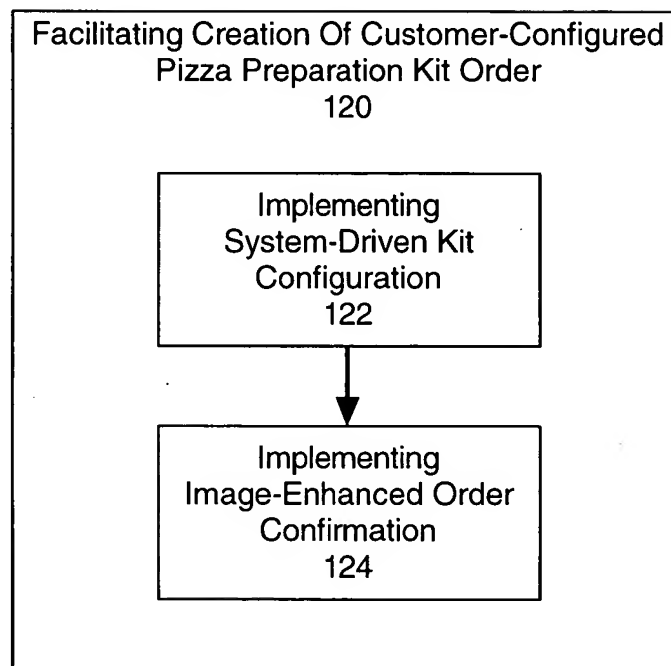 Facilitating Creation Of Customer-Configured
Pizza Preparation Kit Order
120
Implementing
System-Driven Kit
Configuration
122
Implementing
Image-Enhanced Order
Confirmation
124